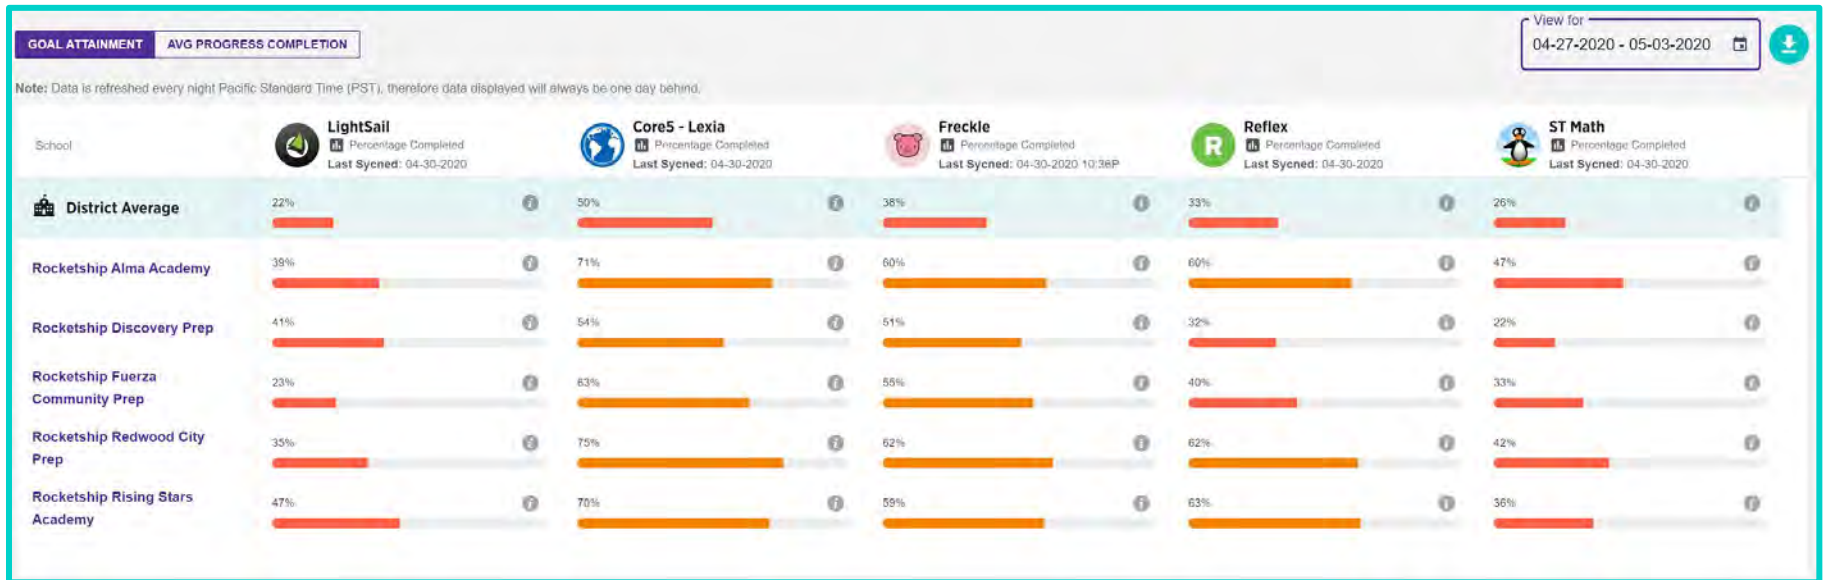 View for
GOAL ATTAINMENT AVG PROGRESS COMPLETION
04-27-2020 - 05-03-2020
Note: Data is refreshed every night Pacific Standard Time (PST), therefore data displayed will always be one day behind.
School
LightSail
Percentage Completed
Last Sycned: 04-30-2020
Core5 - Lexia
Percentage Completed
Last Sycned: 04-30-2020
Freckle
Percentage Completed
Last Sycned: 04-30-2020 10:36P
R
Reflex
Percentage Completed
Last Sycned: 04-30-2020
ST Math
Percentage Completed
Last Sycned: 04-30-2020
District Average
22% 50% 38% 33% 26%
Rocketship Alma Academy
39% 71% 60% 60% 47%
Rocketship Discovery Prep
41% 54% 51% 32% 22%
Rocketship Fuerza
Community Prep
23% 63% 55% 40% 33%
Rocketship Redwood City
Prep
35% 75% 62% 62% 42%
Rocketship Rising Stars
Academy
47% 70% 59% 63% 36%